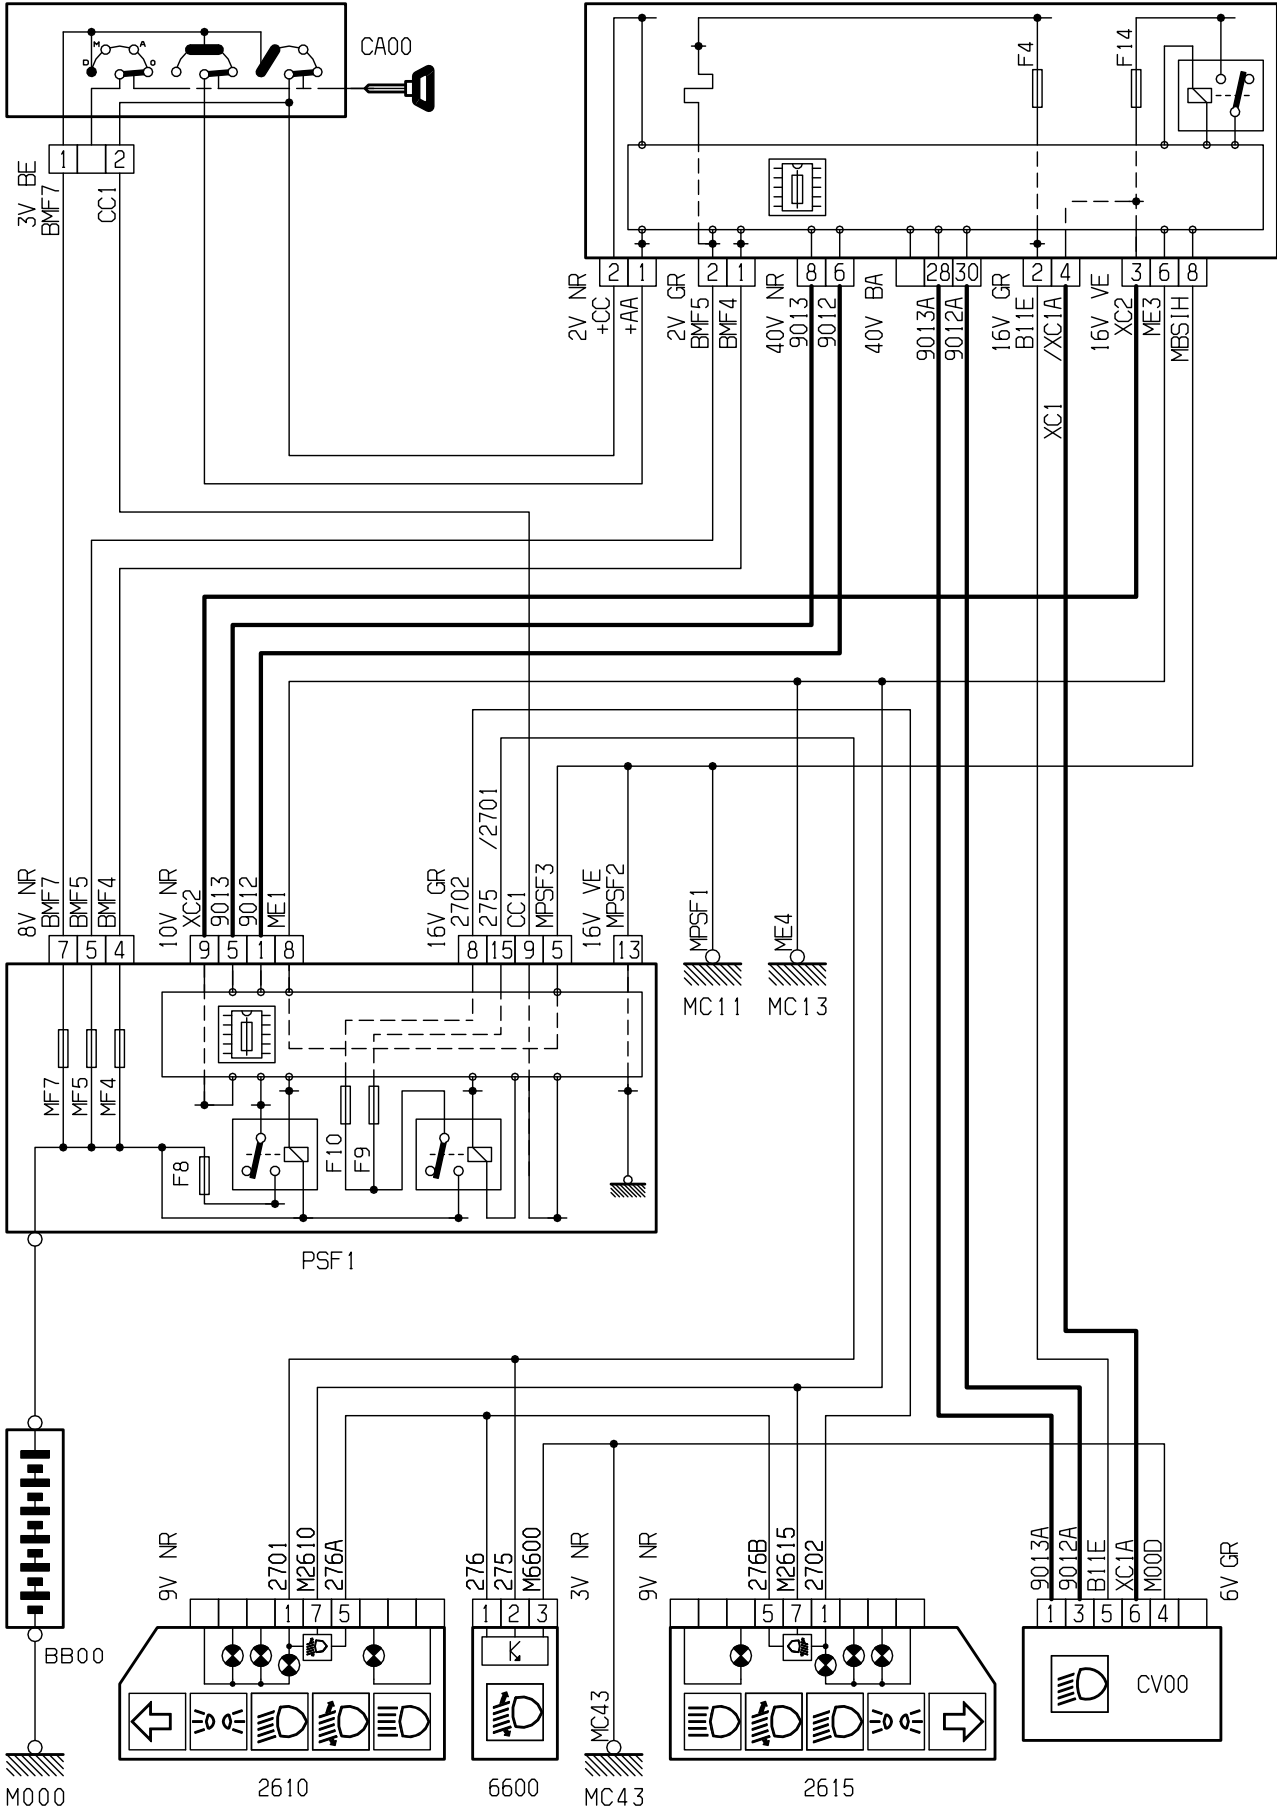 CA00
M
A
D
O
F4
F14
1
2
3V BE
BMF7
CC1
2
1
2
1
8
6
28
30
2
4
3
6
8
2V NR
+CC
+AA
2V GR
BMF5
BMF4
40V NR
9013
9012
40V BA
9013A
9012A
16V GR
B11E
/XC1A
16V VE
XC2
ME3
MBSIH
XC1
8V NR
BMF7
BMF5
BMF4
10V NR
XC2
9013
9012
ME1
16V GR
2702
275
/2701
CC1
MPSF3
16V VE
MPSF2
MPSF1
ME4
7
5
4
9
5
1
8
8
15
9
5
13
MC11
MC13
MF7
MF5
MF4
F8
F10
F9
PSF1
9V NR
2701
M2610
276A
276
275
M6600
3V NR
9V NR
276B
M2615
2702
9013A
9012A
B11E
XC1A
M00D
6V GR
1
7
5
1
2
3
5
7
1
1
3
5
6
4
BB00
K
CV00
MC43
M000
2610
6600
MC43
2615